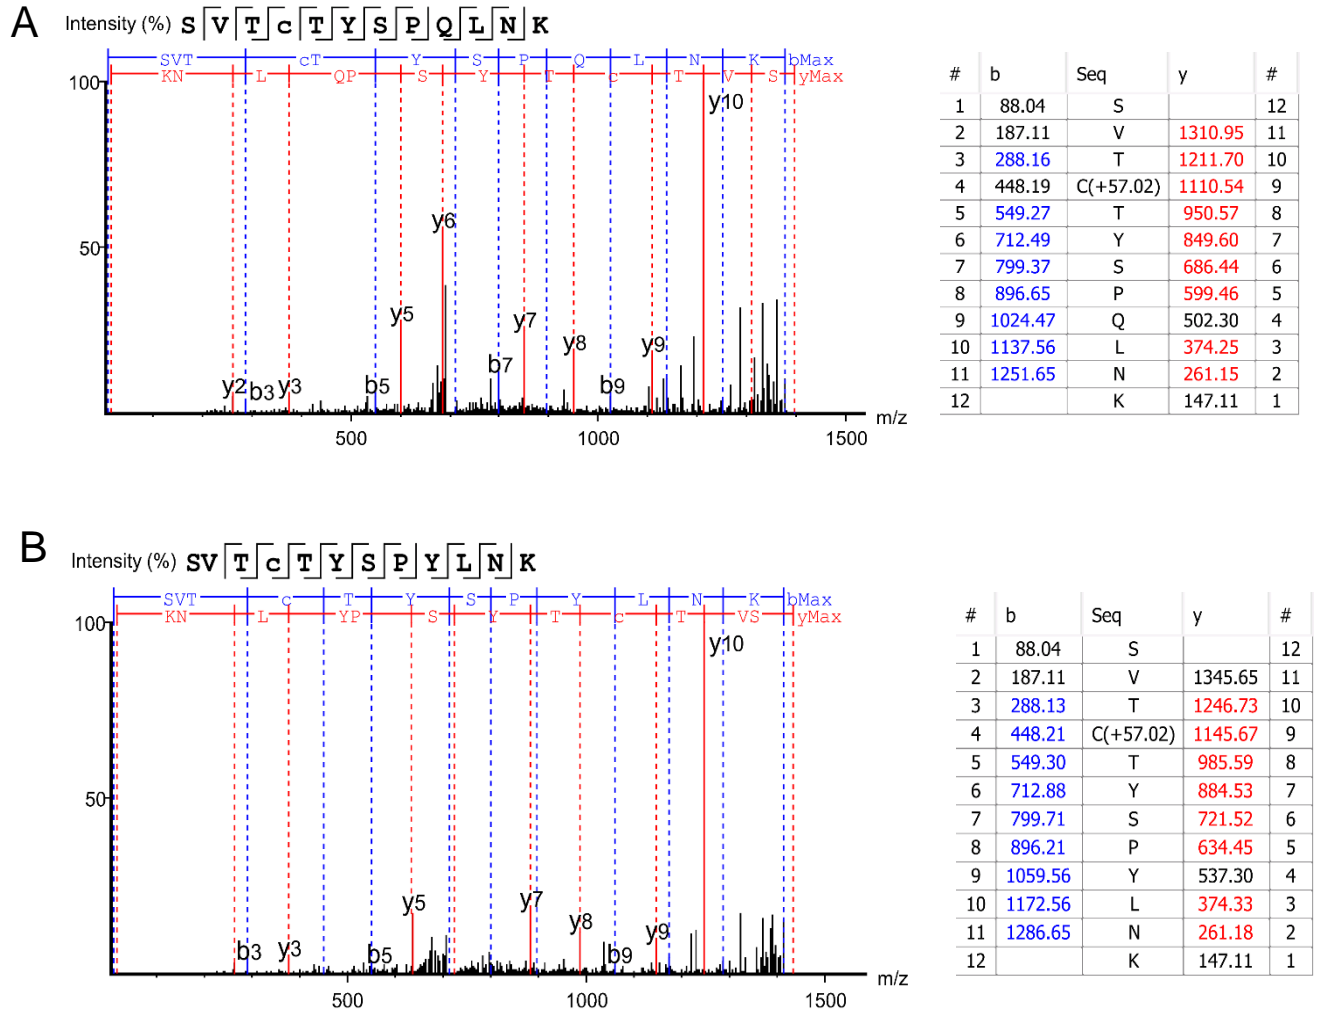 A
Intensity (%) S V T c T Y S P Q L N K
SVT cT Y S P Q L N K bMax
KN L QP S Y T c T V S yMax
100
y10
50
y6
y5 y7 y8 y9
y2 b3 y3 b5 b7 b9
500 1000 1500 m/z
# b Seq y #
1 88.04 S 12
2 187.11 V 1310.95 11
3 288.16 T 1211.70 10
4 448.19 C(+57.02) 1110.54 9
5 549.27 T 950.57 8
6 712.49 Y 849.60 7
7 799.37 S 686.44 6
8 896.65 P 599.46 5
9 1024.47 Q 502.30 4
10 1137.56 L 374.25 3
11 1251.65 N 261.15 2
12 K 147.11 1
B
Intensity (%) SV T c T Y S P Y L N K
SVT c T Y S P Y L N K bMax
KN L YP S Y T c T VS yMax
100
y10
50
y5 y7 y8 y9
b3 y3 b5 b9
500 1000 1500 m/z
# b Seq y #
1 88.04 S 12
2 187.11 V 1345.65 11
3 288.13 T 1246.73 10
4 448.21 C(+57.02) 1145.67 9
5 549.30 T 985.59 8
6 712.88 Y 884.53 7
7 799.71 S 721.52 6
8 896.21 P 634.45 5
9 1059.56 Y 537.30 4
10 1172.56 L 374.33 3
11 1286.65 N 261.18 2
12 K 147.11 1